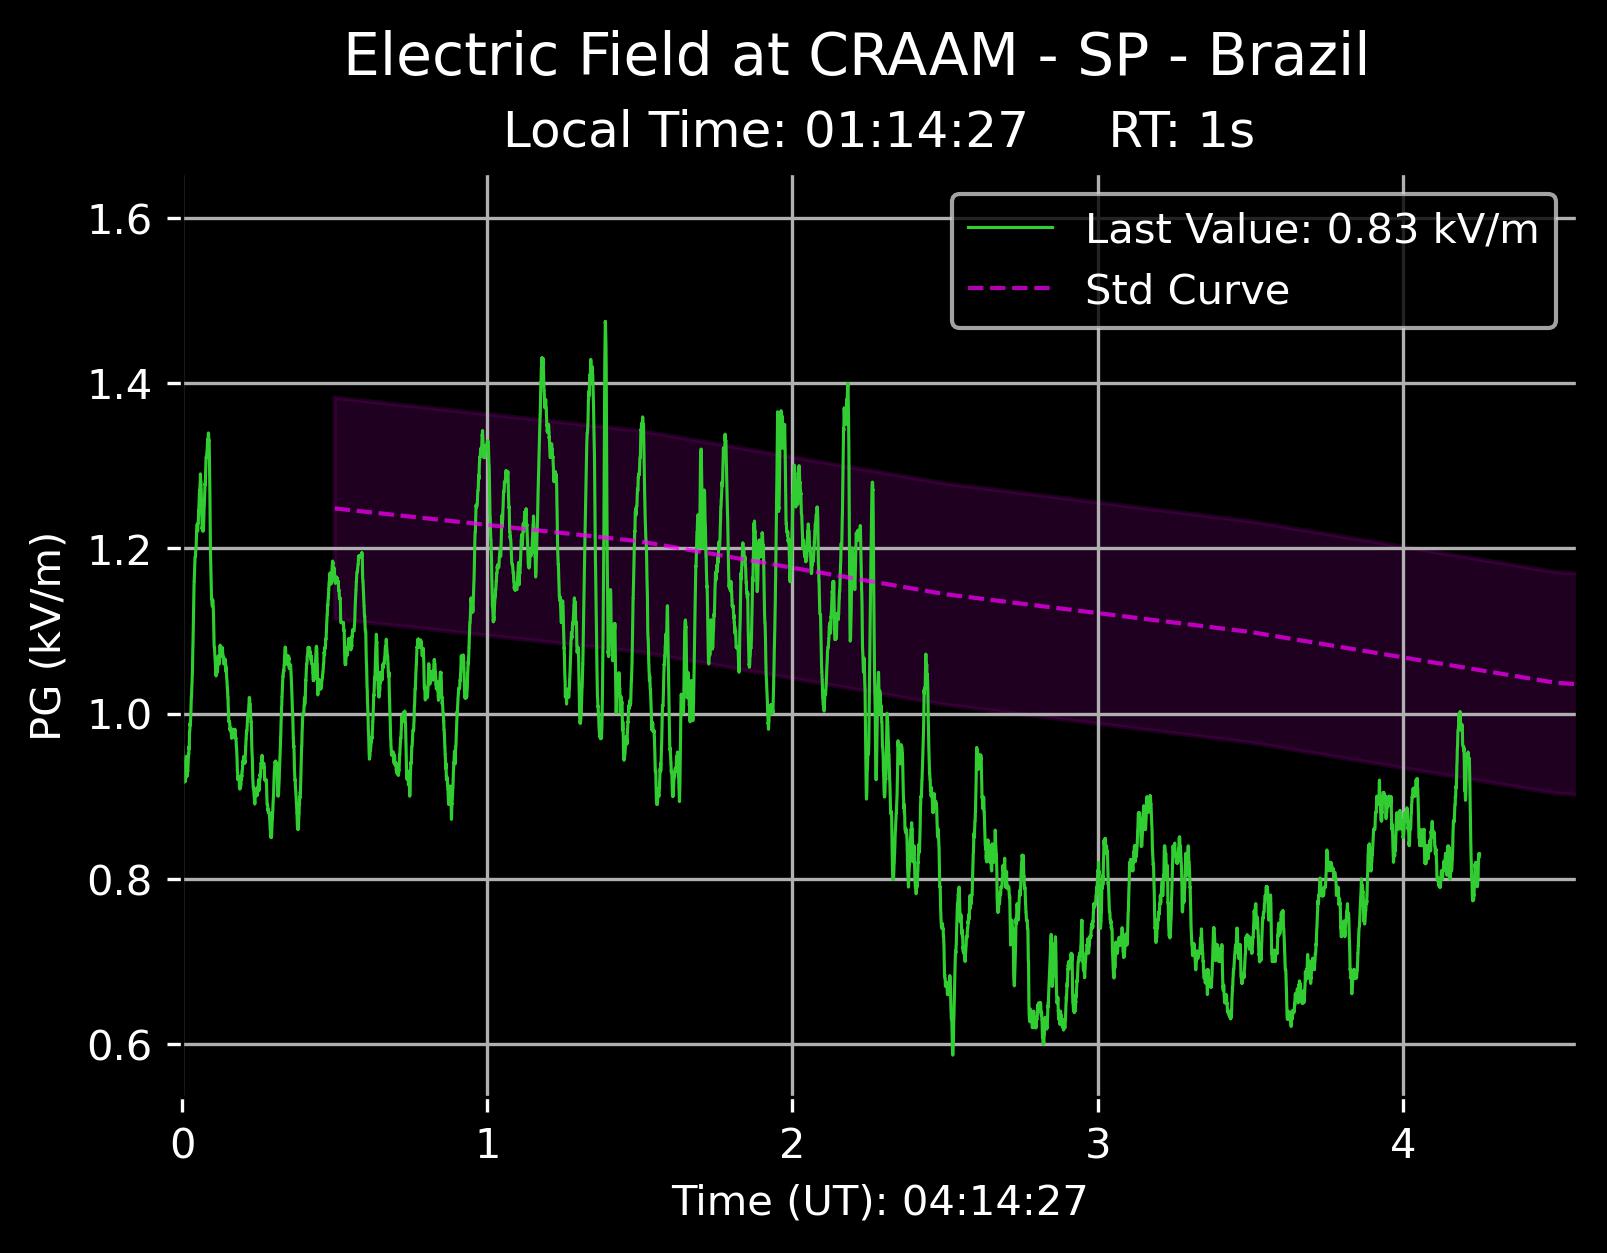 Electric Field at CRAAM - SP - Brazil
Local Time: 01:14:27 RT: 1s
Last Value: 0.83 kV/m
Std Curve
PG (kV/m)
1.6
1.4
1.2
1.0
0.8
0.6
0 1 2 3 4
Time (UT): 04:14:27